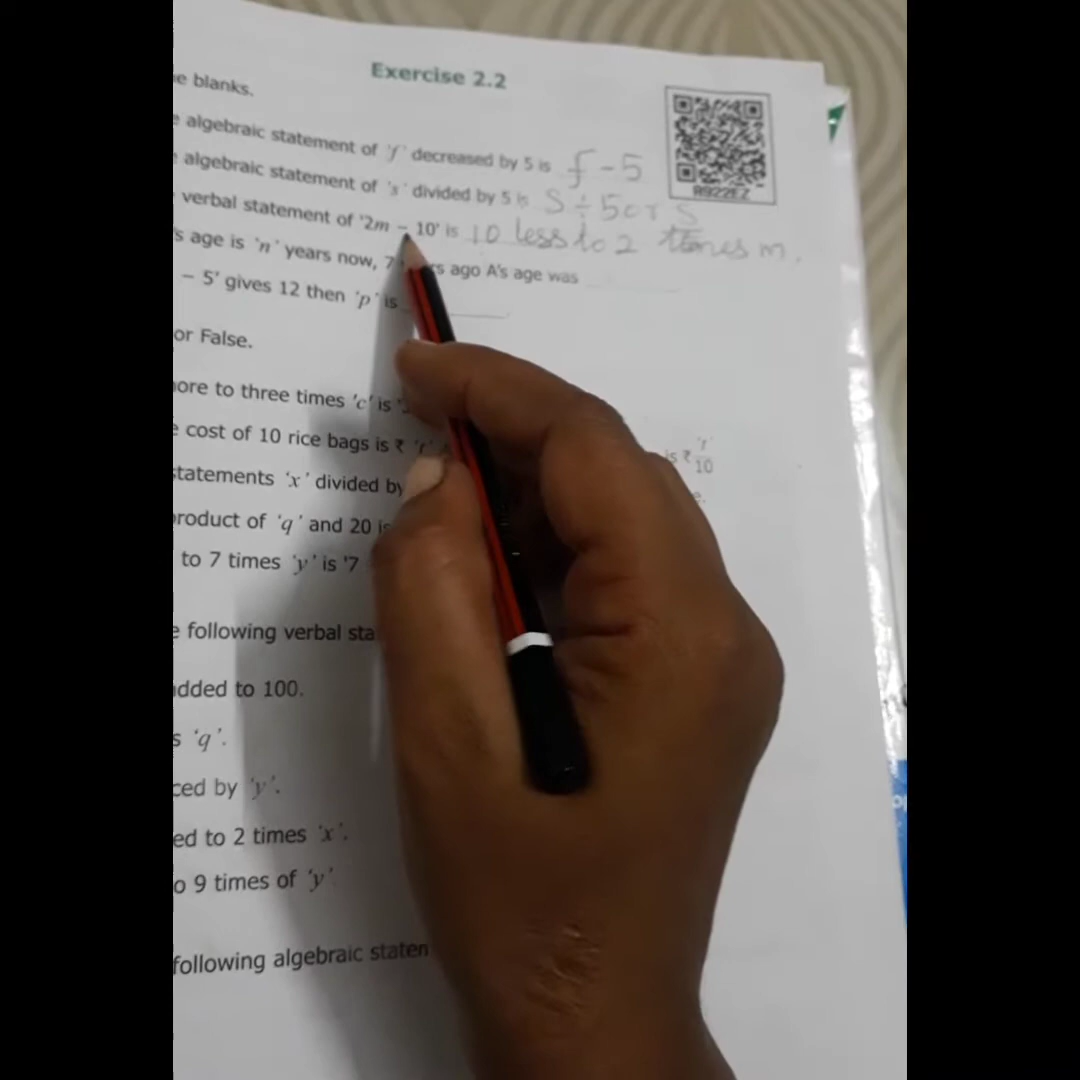 Exercise 2.2
e blanks.
algebraic statement of 'f' decreased by 5 is f - 5
algebraic statement of 's' divided by 5 is S ÷ 5 or S
verbal statement of '2m – 10' is 10 less to 2 times m.
's age is 'n' years now, 7 ago A's age was
– 5' gives 12 then 'p' is
or False.
ore to three times 'c' is
cost of 10 rice bags is ₹ 't' is ₹ 't'/10
statements 'x' divided by
product of 'q' and 20 is
to 7 times 'y' is '7
following verbal sta
added to 100.
s 'q'.
ced by 'y'.
ed to 2 times 'x'.
o 9 times of 'y'
following algebraic staten
R922EZ